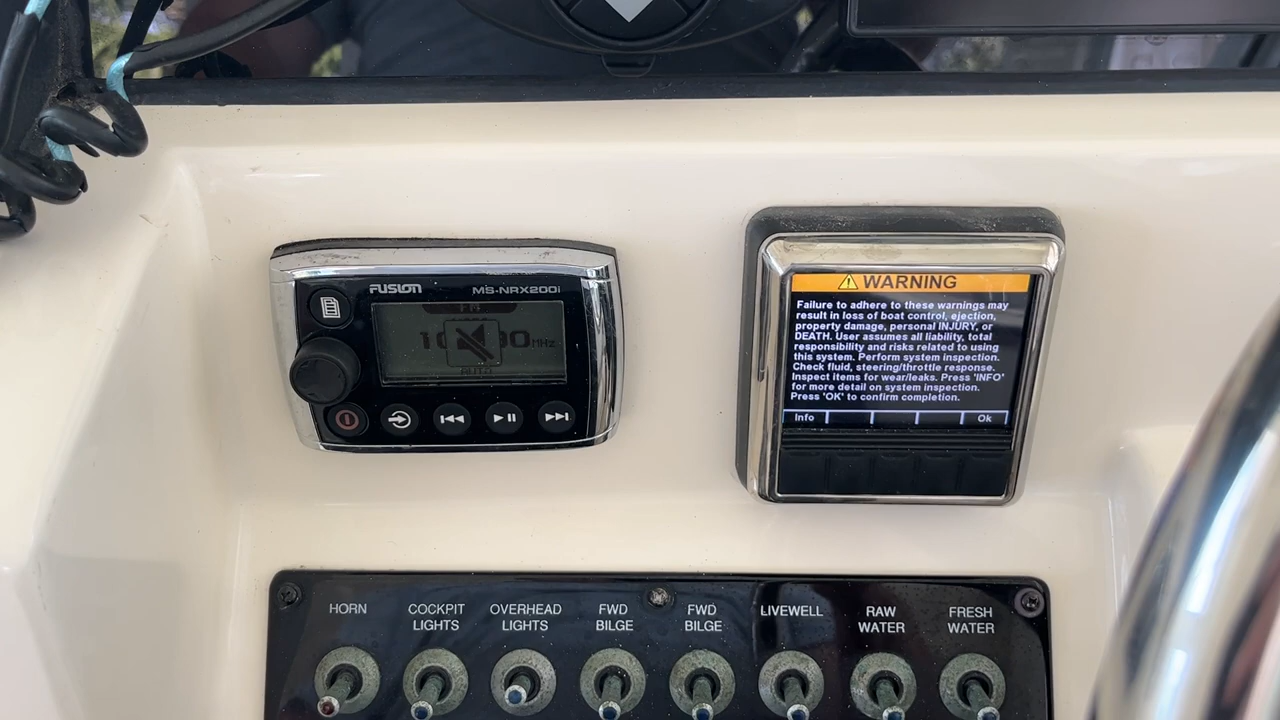 FUSION MS-NRX200i
FM
MHz
AUTO
WARNING
Failure to adhere to these warnings may
result in loss of boat control, ejection,
property damage, personal INJURY, or
DEATH. User assumes all liability, total
responsibility and risks related to using
this system. Perform system inspection.
Check fluid, steering/throttle response.
Inspect items for wear/leaks. Press 'INFO'
for more detail on system inspection.
Press 'OK' to confirm completion.
Info Ok
HORN
COCKPIT
LIGHTS
OVERHEAD
LIGHTS
FWD
BILGE
FWD
BILGE
LIVEWELL
RAW
WATER
FRESH
WATER